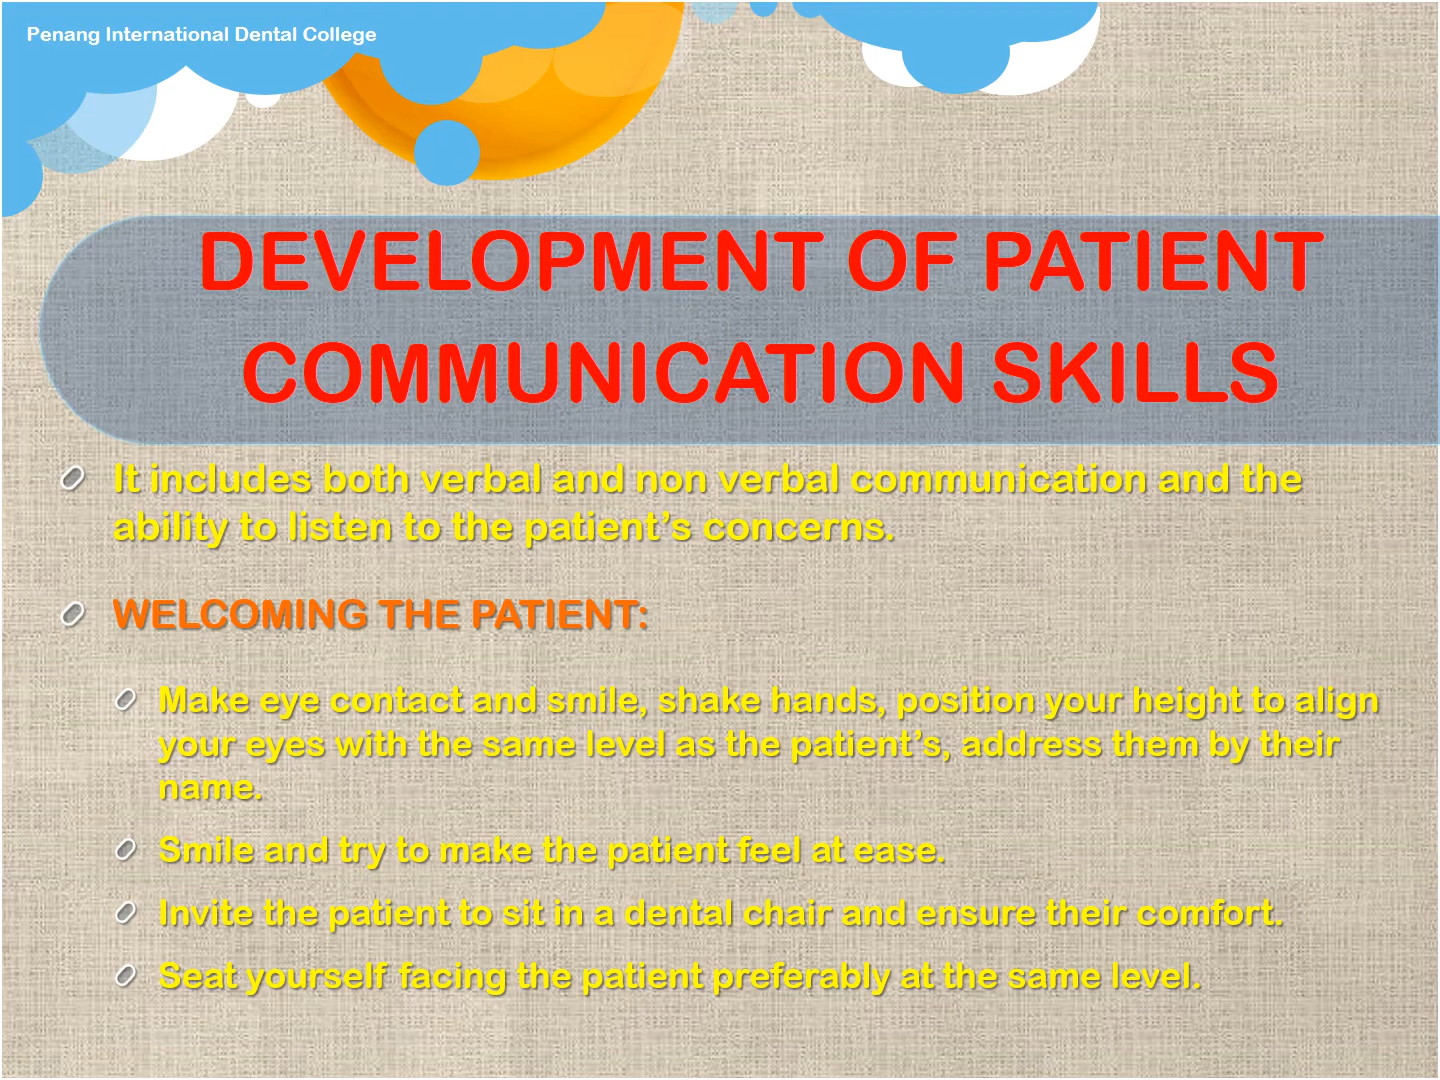 Penang International Dental College
DEVELOPMENT OF PATIENT
COMMUNICATION SKILLS
It includes both verbal and non verbal communication and the
ability to listen to the patient’s concerns.
WELCOMING THE PATIENT:
Make eye contact and smile, shake hands, position your height to align
your eyes with the same level as the patient’s, address them by their
name.
Smile and try to make the patient feel at ease.
Invite the patient to sit in a dental chair and ensure their comfort.
Seat yourself facing the patient preferably at the same level.